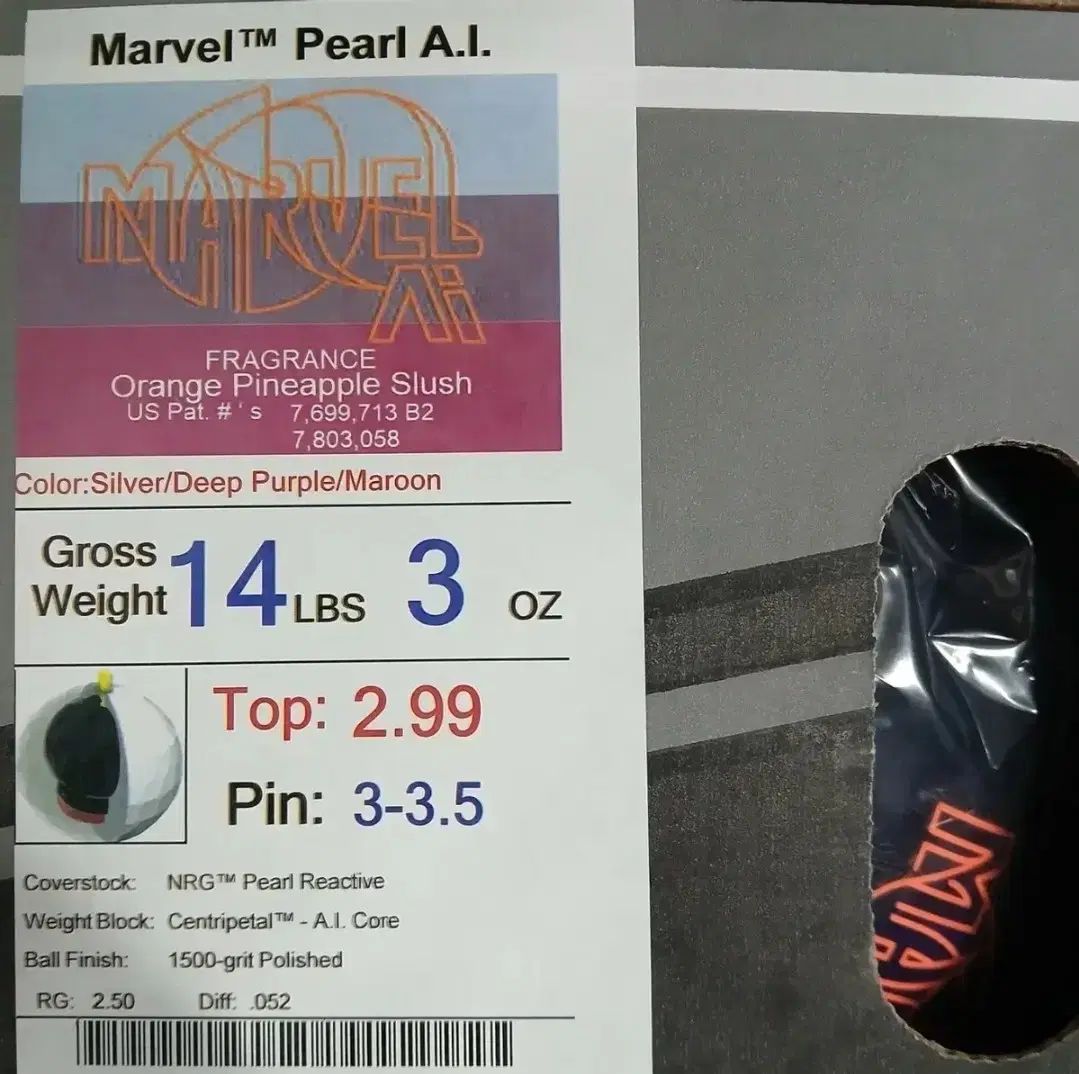 Marvel™ Pearl A.I.
MARVEL
Ai
FRAGRANCE
Orange Pineapple Slush
US Pat. # ' s 7,699,713 B2
7,803,058
Color:Silver/Deep Purple/Maroon
Gross Weight 14 LBS 3 OZ
Top: 2.99
Pin: 3-3.5
Coverstock: NRG™ Pearl Reactive
Weight Block: Centripetal™ - A.I. Core
Ball Finish: 1500-grit Polished
RG: 2.50 Diff: .052